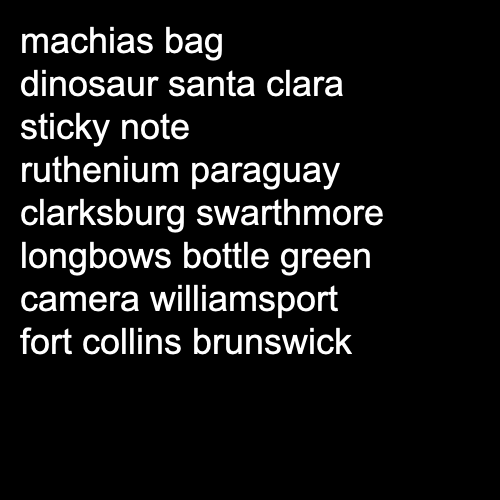 machias bag
dinosaur santa clara
sticky note
ruthenium paraguay
clarksburg swarthmore
longbows bottle green
camera williamsport
fort collins brunswick